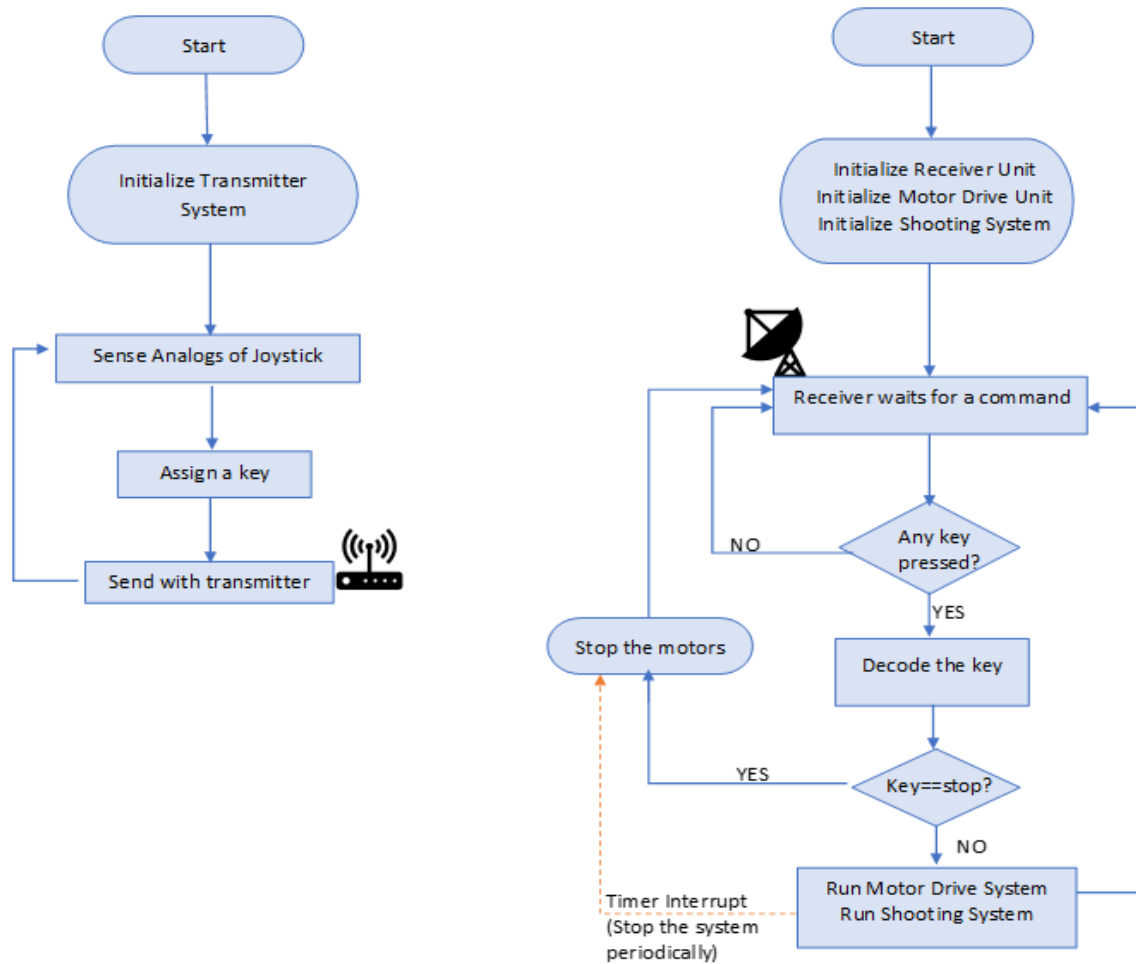 Start
Initialize Transmitter
System
Sense Analogs of Joystick
Assign a key
Send with transmitter
Start
Initialize Receiver Unit
Initialize Motor Drive Unit
Initialize Shooting System
Receiver waits for a command
Any key
pressed?
NO
YES
Stop the motors
Decode the key
YES
Key==stop?
NO
Run Motor Drive System
Run Shooting System
Timer Interrupt
(Stop the system
periodically)